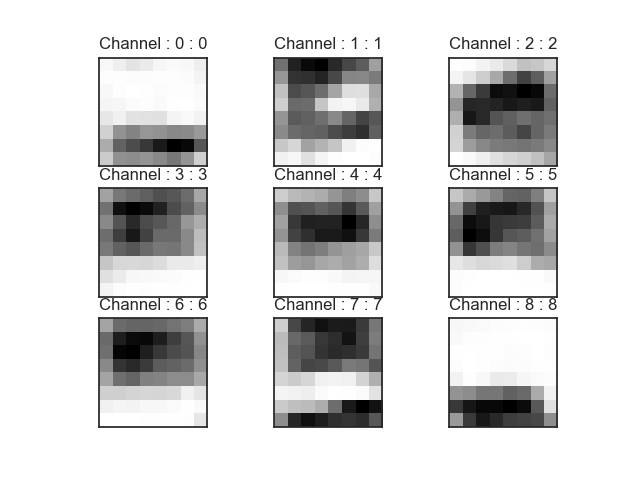 Channel : 0 : 0
Channel : 1 : 1
Channel : 2 : 2
Channel : 3 : 3
Channel : 4 : 4
Channel : 5 : 5
Channel : 6 : 6
Channel : 7 : 7
Channel : 8 : 8